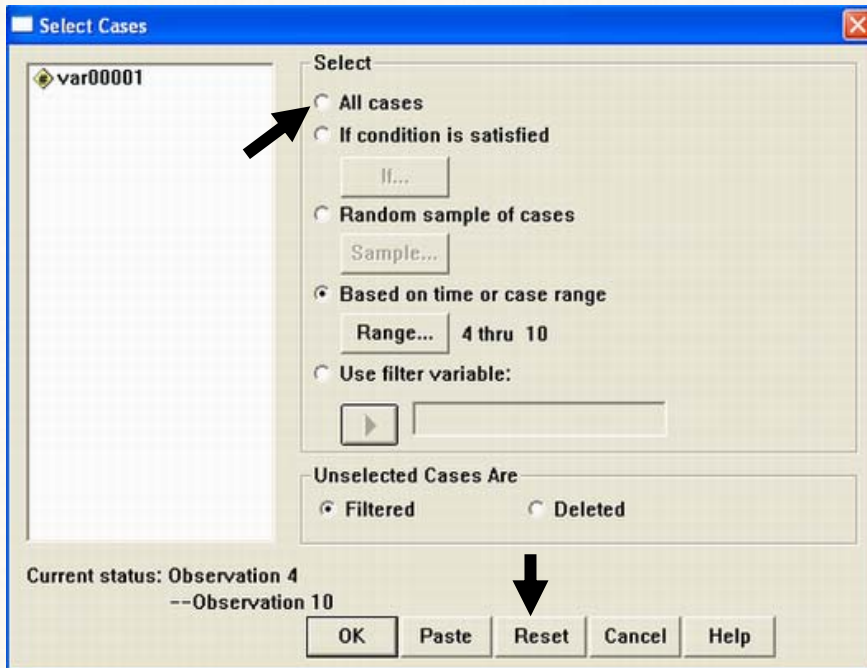 Select Cases
var00001
Select
All cases
If condition is satisfied
If...
Random sample of cases
Sample...
Based on time or case range
Range... 4 thru 10
Use filter variable:
Unselected Cases Are
Filtered Deleted
Current status: Observation 4
--Observation 10
OK Paste Reset Cancel Help